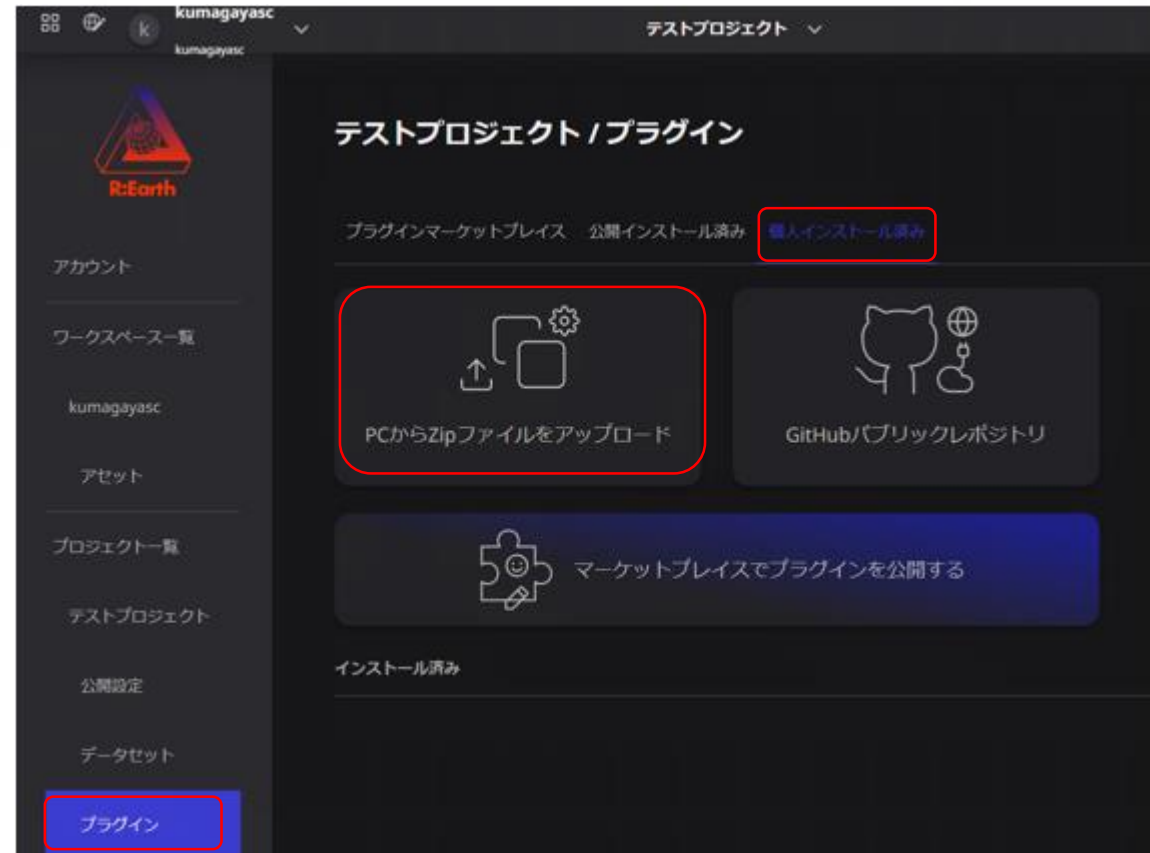 kumagayasc
k
kumagayasc
テストプロジェクト
R:Earth
アカウント
ワークスペース一覧
kumagayasc
アセット
プロジェクト一覧
テストプロジェクト
公開設定
データセット
プラグイン
テストプロジェクト / プラグイン
プラグインマーケットプレイス 公開インストール済み 個人インストール済み
PCからZipファイルをアップロード
GitHubパブリックレポジトリ
マーケットプレイスでプラグインを公開する
インストール済み